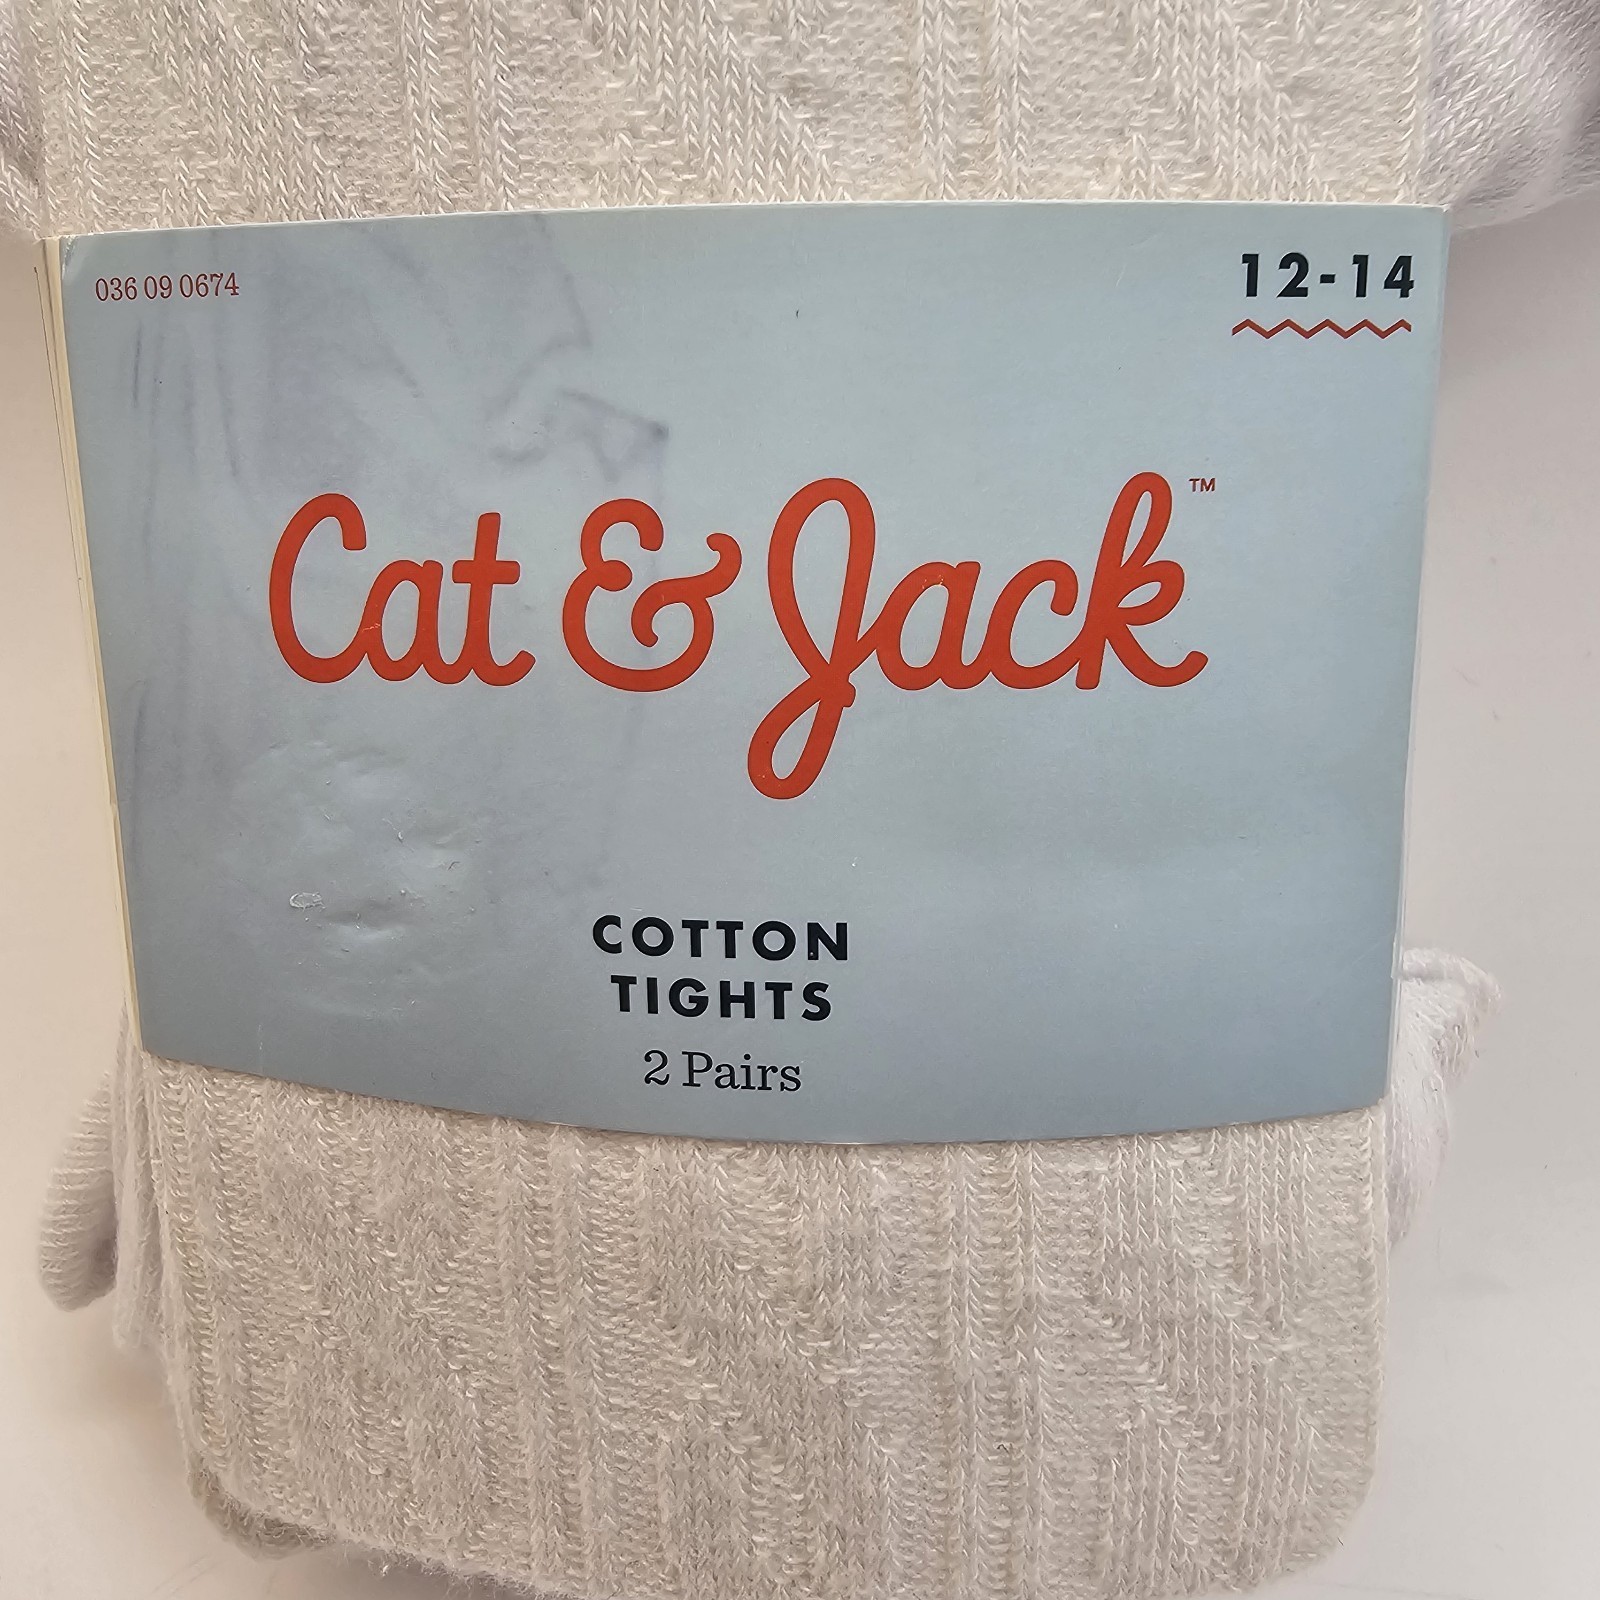 036 09 0674
12-14
Cat & Jack™
COTTON
TIGHTS
2 Pairs